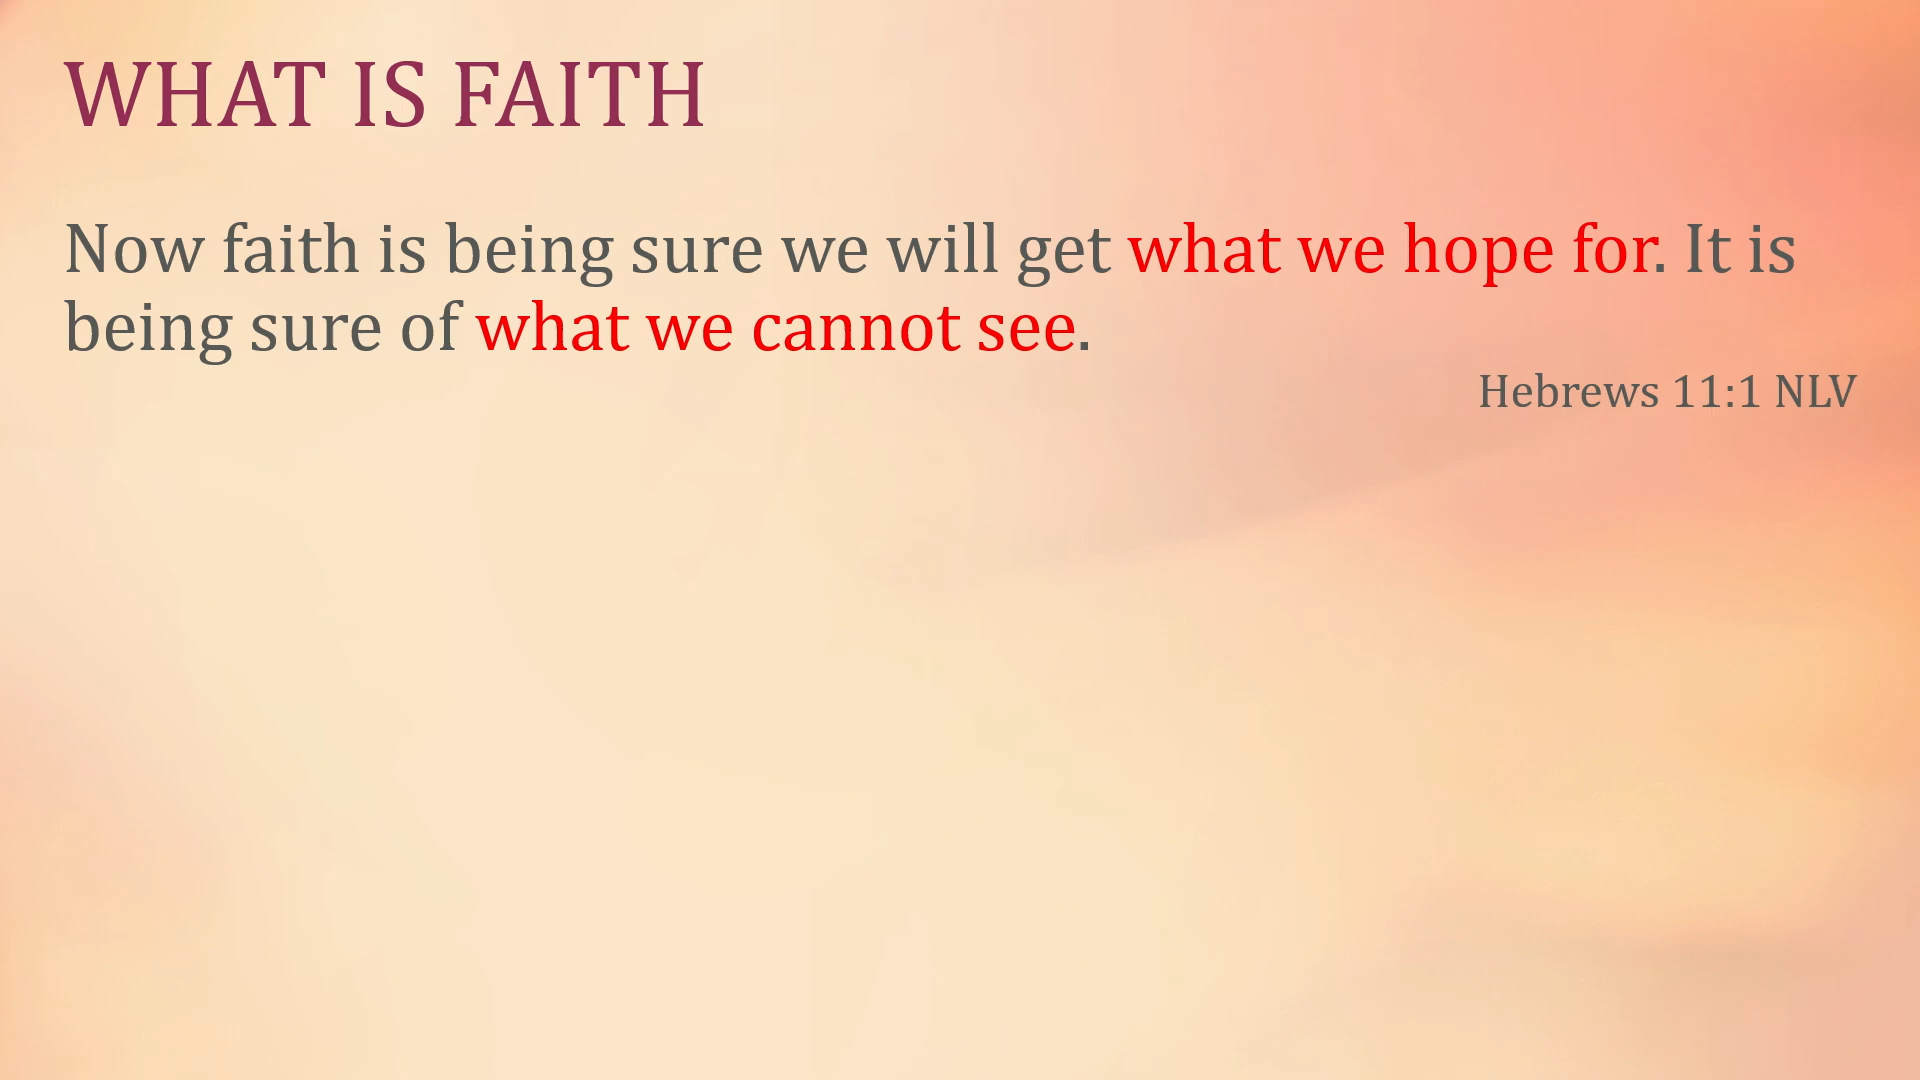 WHAT IS FAITH
Now faith is being sure we will get what we hope for. It is
being sure of what we cannot see.
Hebrews 11:1 NLV